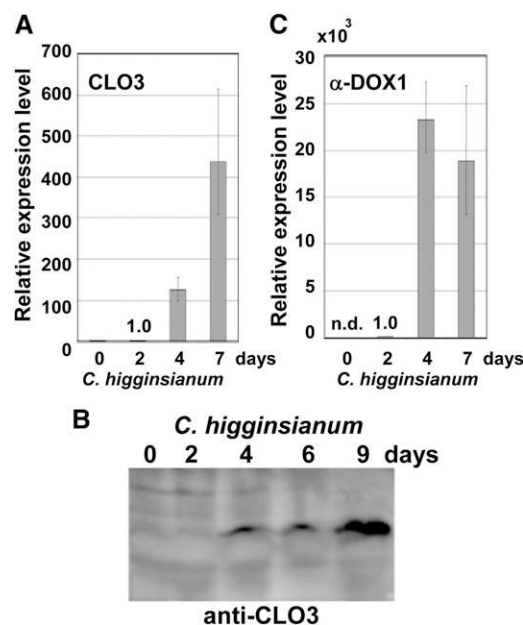 A
CLO3
Relative expression level
700
600
500
400
300
200
100
0
1.0
0 2 4 7 days
C. higginsianum
C
×10³
α-DOX1
Relative expression level
30
25
20
15
10
5
0
n.d. 1.0
0 2 4 7 days
C. higginsianum
B
C. higginsianum
0 2 4 6 9 days
anti-CLO3